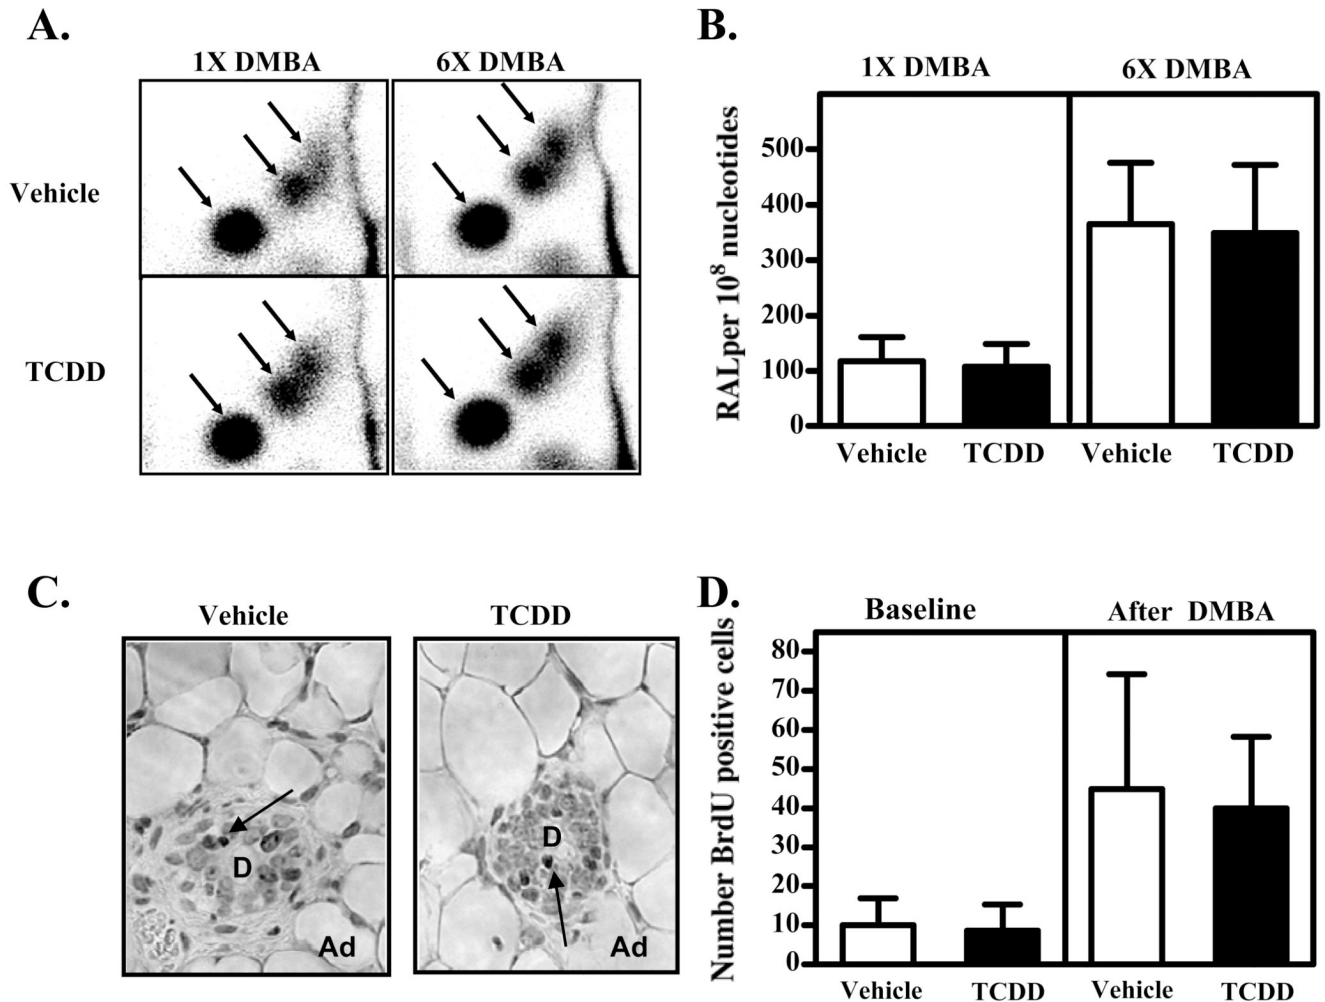 A.
1X DMBA 6X DMBA
Vehicle
TCDD
B.
1X DMBA 6X DMBA
RALper 10⁸ nucleotides
500
400
300
200
100
0
Vehicle TCDD Vehicle TCDD
C.
Vehicle TCDD
D
Ad
D
Ad
D.
Baseline After DMBA
Number BrdU positive cells
80
70
60
50
40
30
20
10
0
Vehicle TCDD Vehicle TCDD